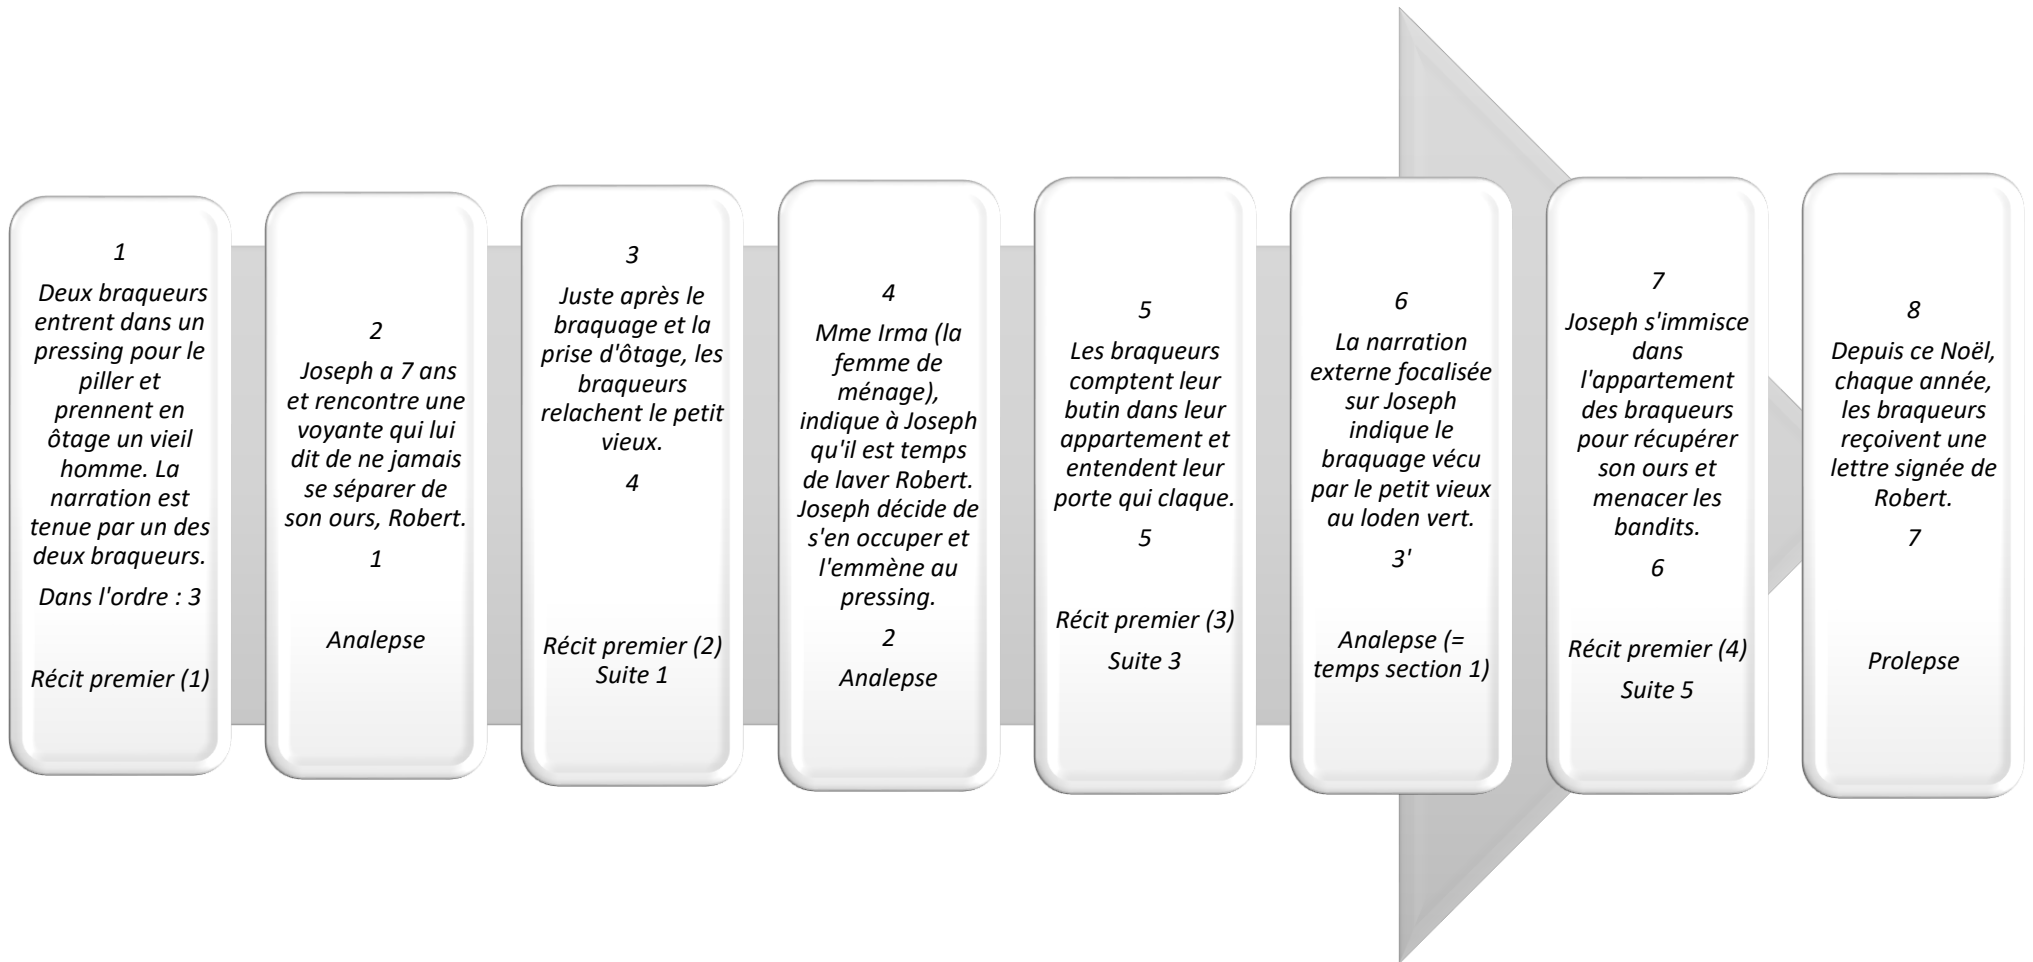 1
Deux braqueurs
entrent dans un
pressing pour le
piller et
prennent en
ôtage un vieil
homme. La
narration est
tenue par un des
deux braqueurs.
Dans l'ordre : 3
Récit premier (1)
2
Joseph a 7 ans
et rencontre une
voyante qui lui
dit de ne jamais
se séparer de
son ours, Robert.
1
Analepse
3
Juste après le
braquage et la
prise d'ôtage, les
braqueurs
relachent le petit
vieux.
4
Récit premier (2)
Suite 1
4
Mme Irma (la
femme de
ménage),
indique à Joseph
qu'il est temps
de laver Robert.
Joseph décide de
s'en occuper et
l'emmène au
pressing.
2
Analepse
5
Les braqueurs
comptent leur
butin dans leur
appartement et
entendent leur
porte qui claque.
5
Récit premier (3)
Suite 3
6
La narration
externe focalisée
sur Joseph
indique le
braquage vécu
par le petit vieux
au loden vert.
3'
Analepse (=
temps section 1)
7
Joseph s'immisce
dans
l'appartement
des braqueurs
pour récupérer
son ours et
menacer les
bandits.
6
Récit premier (4)
Suite 5
8
Depuis ce Noël,
chaque année,
les braqueurs
reçoivent une
lettre signée de
Robert.
7
Prolepse